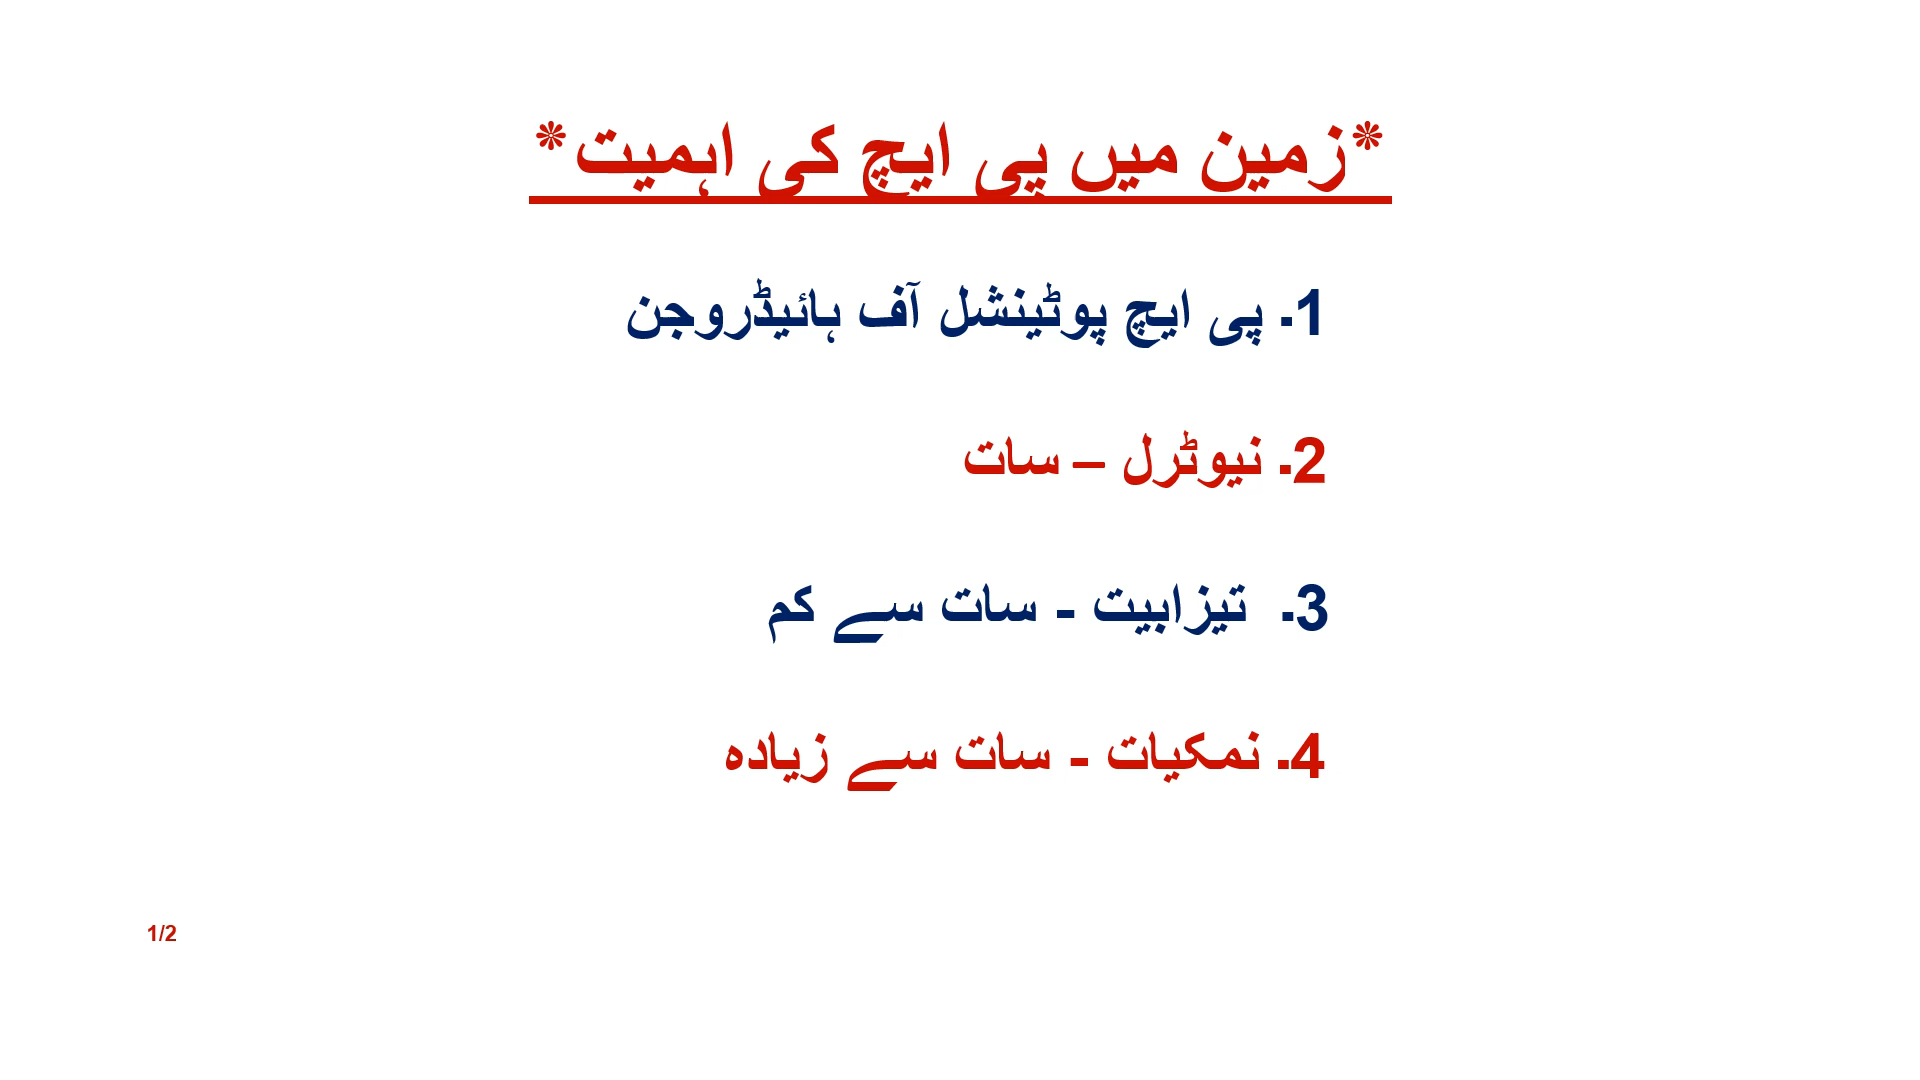 *زمین میں پی ایچ کی اہمیت*
1۔ پی ایچ پوٹینشل آف ہائیڈروجن
2۔ نیوٹرل – سات
3۔ تیزابیت - سات سے کم
4۔ نمکیات - سات سے زیادہ
1/2